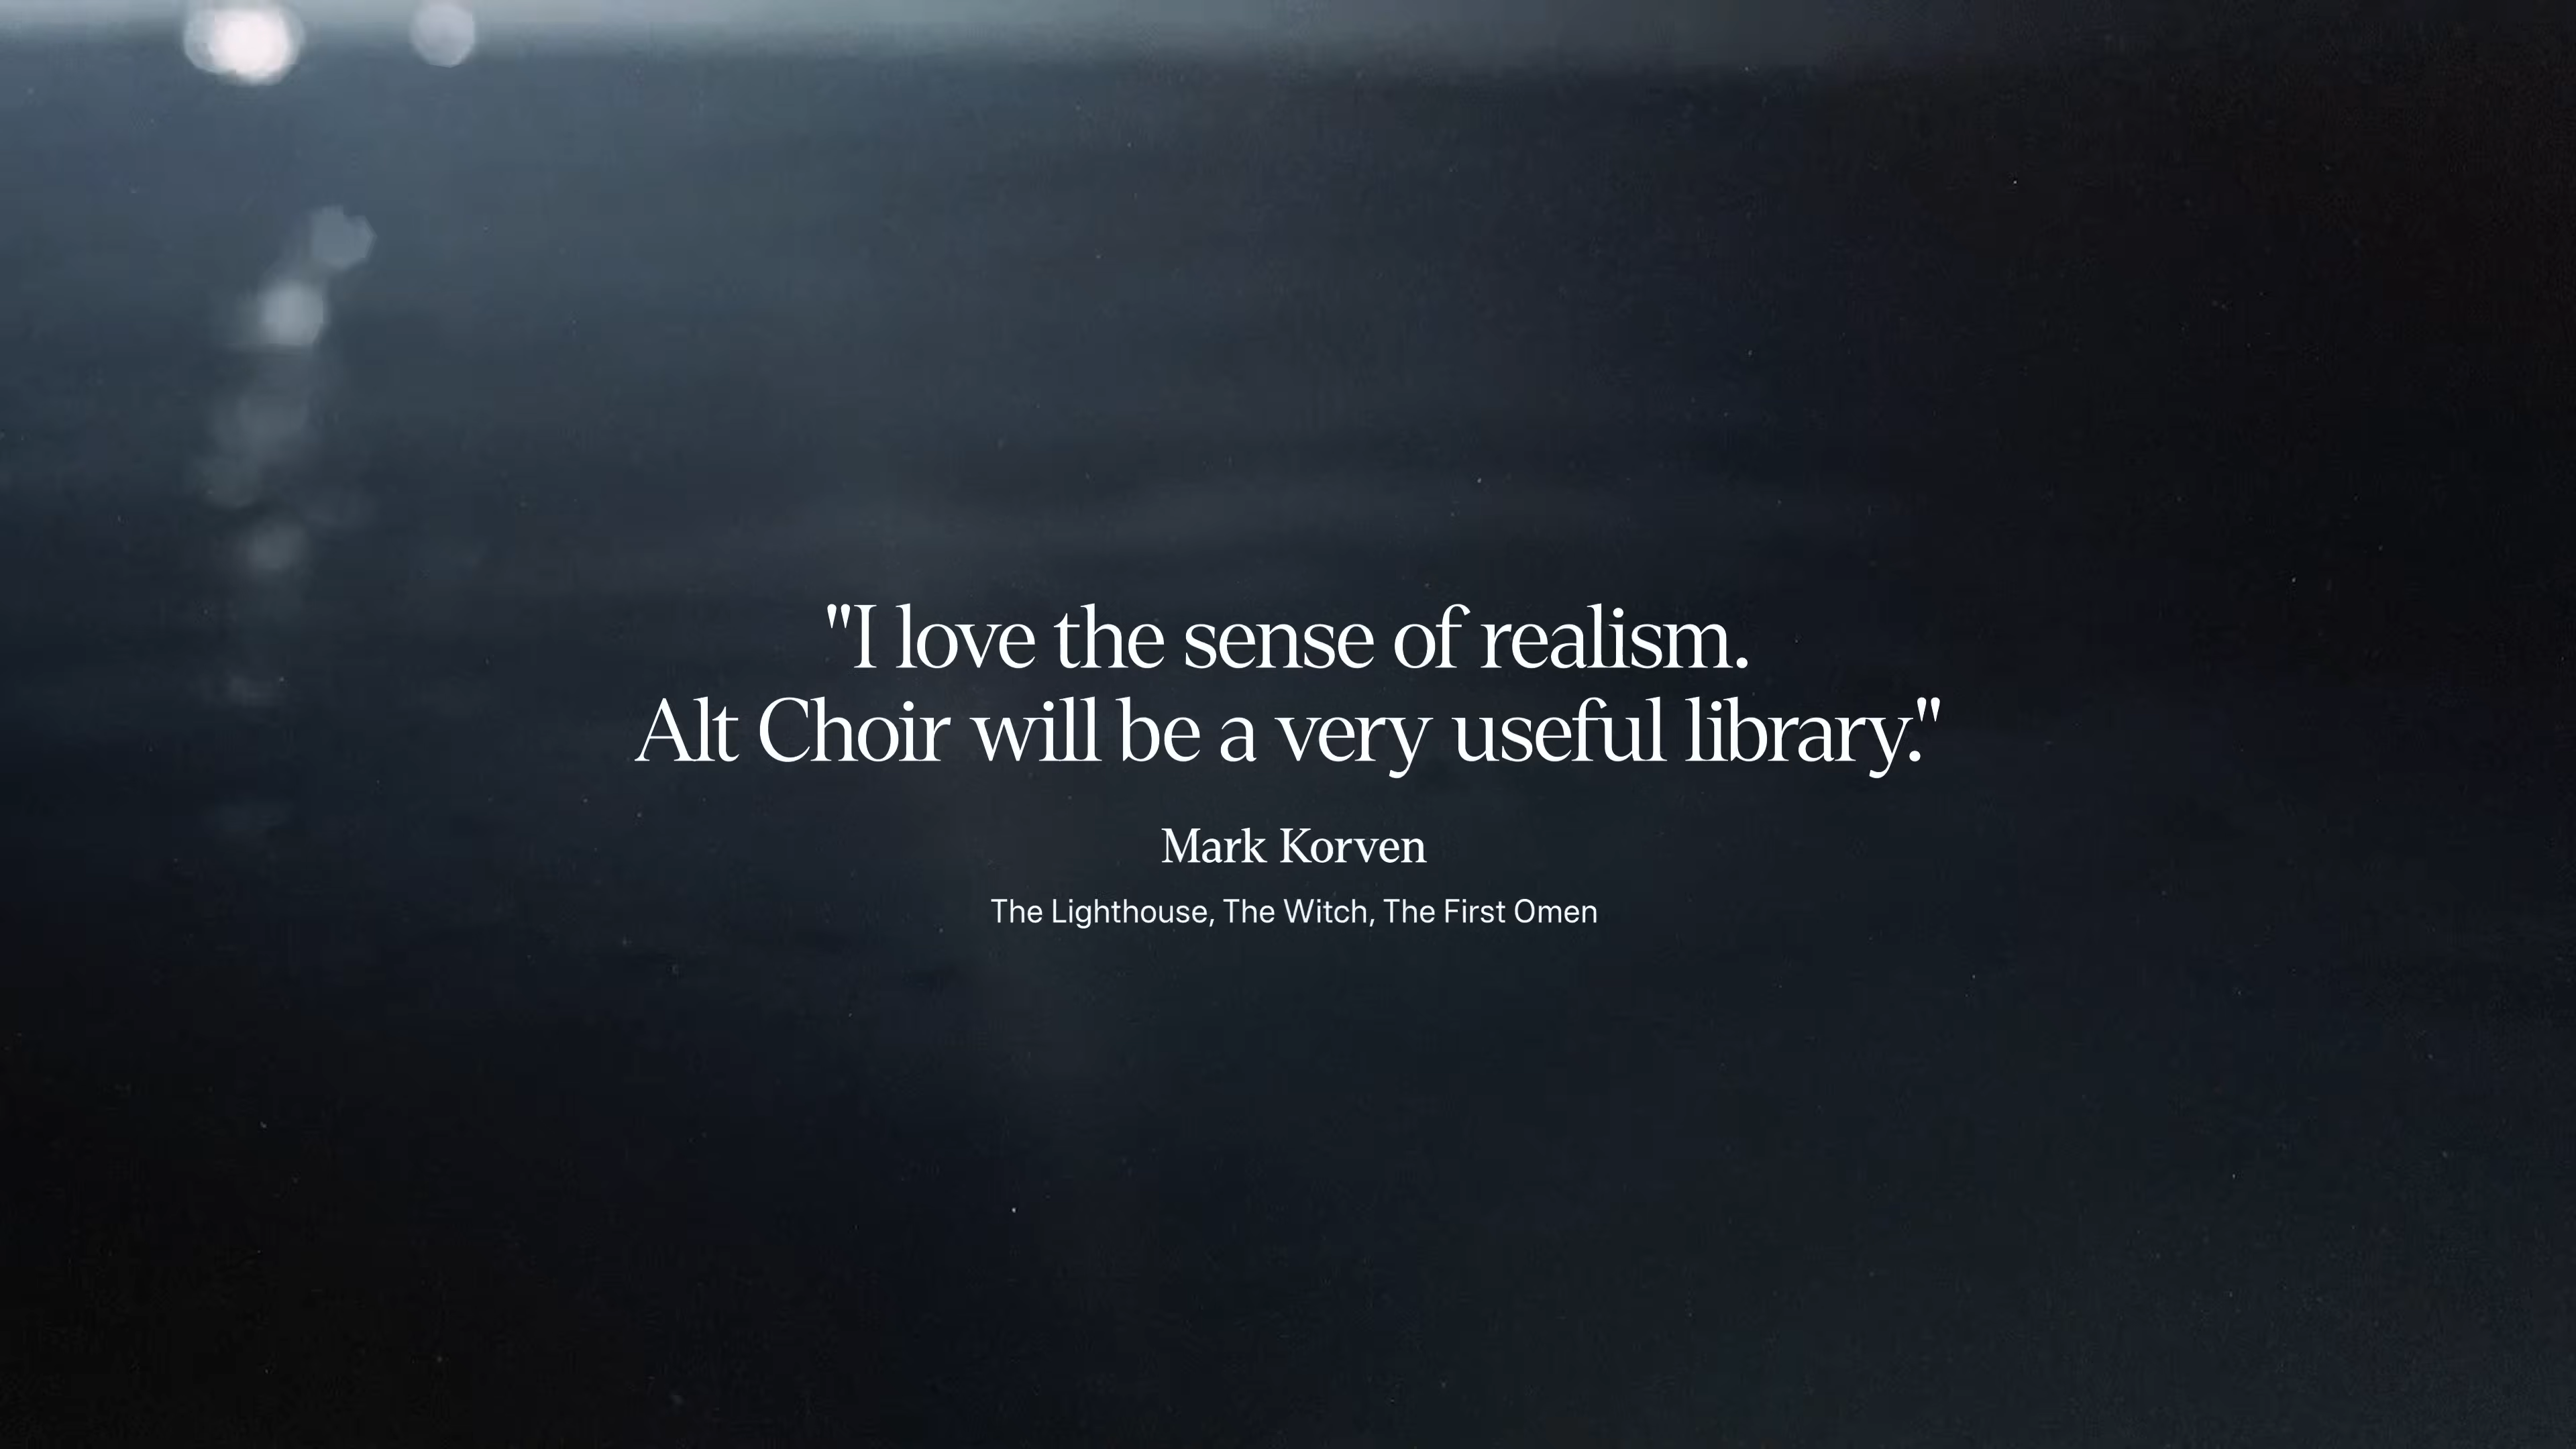 "I love the sense of realism.
Alt Choir will be a very useful library."
Mark Korven
The Lighthouse, The Witch, The First Omen